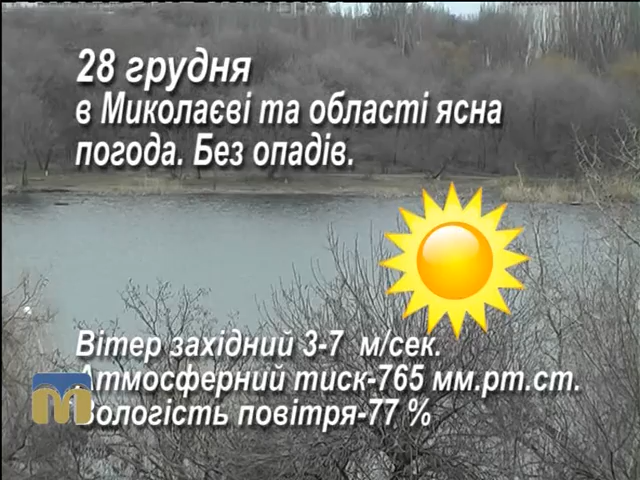 28 грудня
в Миколаєві та області ясна
погода. Без опадів.
Вітер західний 3-7 м/сек.
Атмосферний тиск-765 мм.рт.ст.
Вологість повітря-77 %